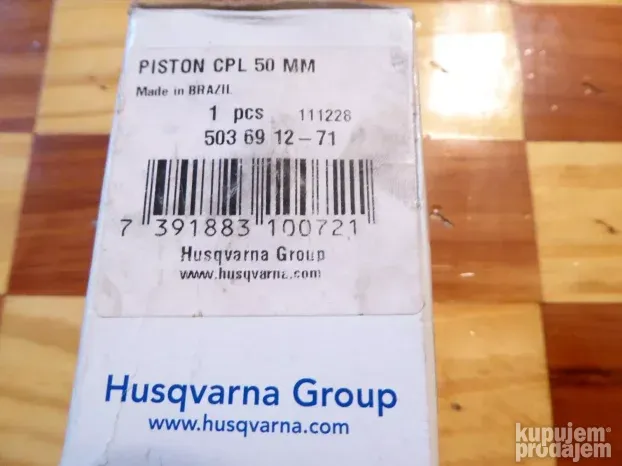 PISTON CPL 50 MM
Made in BRAZIL
1 pcs 111228
503 69 12-71
7 391883 100721
Husqvarna Group
www.husqvarna.com
Husqvarna Group
www.husqvarna.com
kupujem
prodajem